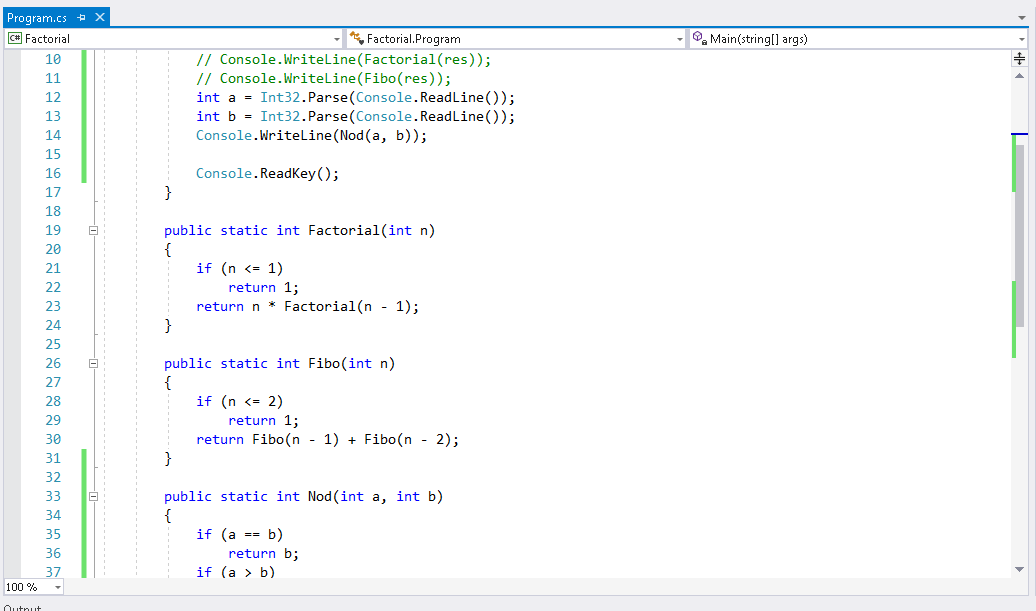 Program.cs
C# Factorial
Factorial.Program
Main(string[] args)
10 // Console.WriteLine(Factorial(res));
11 // Console.WriteLine(Fibo(res));
12 int a = Int32.Parse(Console.ReadLine());
13 int b = Int32.Parse(Console.ReadLine());
14 Console.WriteLine(Nod(a, b));
15
16 Console.ReadKey();
17 }
18
19 public static int Factorial(int n)
20 {
21 if (n <= 1)
22 return 1;
23 return n * Factorial(n - 1);
24 }
25
26 public static int Fibo(int n)
27 {
28 if (n <= 2)
29 return 1;
30 return Fibo(n - 1) + Fibo(n - 2);
31 }
32
33 public static int Nod(int a, int b)
34 {
35 if (a == b)
36 return b;
37 if (a > b)
100 %
Output